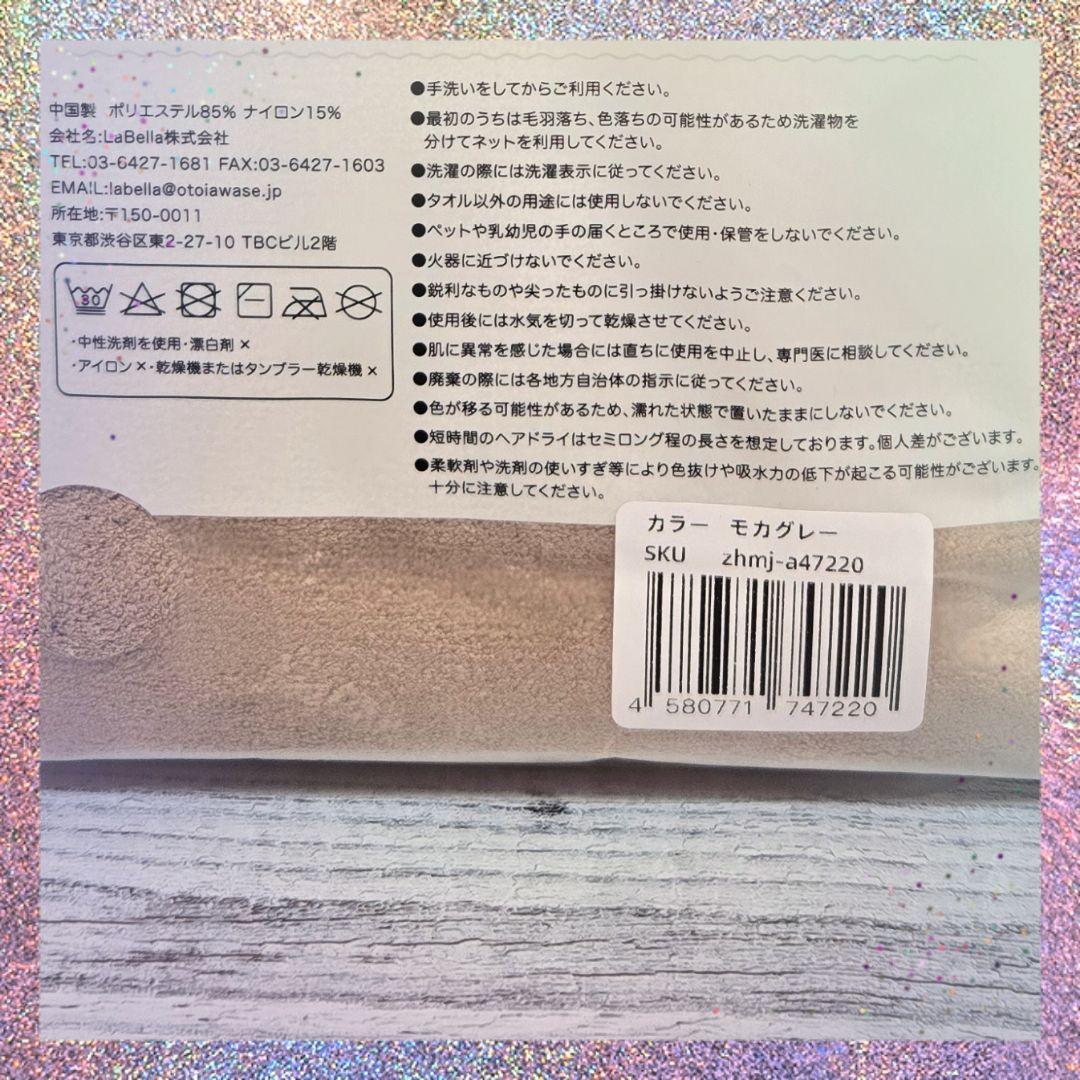 中国製 ポリエステル85% ナイロン15%
会社名:LaBella株式会社
TEL:03-6427-1681 FAX:03-6427-1603
EMAIL:labella@otoiawase.jp
所在地:〒150-0011
東京都渋谷区東2-27-10 TBCビル2階
30
・中性洗剤を使用・漂白剤×
・アイロン×・乾燥機またはタンブラー乾燥機×
●手洗いをしてからご利用ください。
●最初のうちは毛羽落ち、色落ちの可能性があるため洗濯物を
分けてネットを利用してください。
●洗濯の際には洗濯表示に従ってください。
●タオル以外の用途には使用しないでください。
●ペットや乳幼児の手の届くところで使用・保管をしないでください。
●火器に近づけないでください。
●鋭利なものや尖ったものに引っ掛けないようご注意ください。
●使用後には水気を切って乾燥させてください。
●肌に異常を感じた場合には直ちに使用を中止し、専門医に相談してください。
●廃棄の際には各地方自治体の指示に従ってください。
●色が移る可能性があるため、濡れた状態で置いたままにしないでください。
●短時間のヘアドライはセミロング程の長さを想定しております。個人差がございます。
●柔軟剤や洗剤の使いすぎ等により色抜けや吸水力の低下が起こる可能性がございます。
十分に注意してください。
カラー モカグレー
SKU zhmj-a47220
4 580771 747220